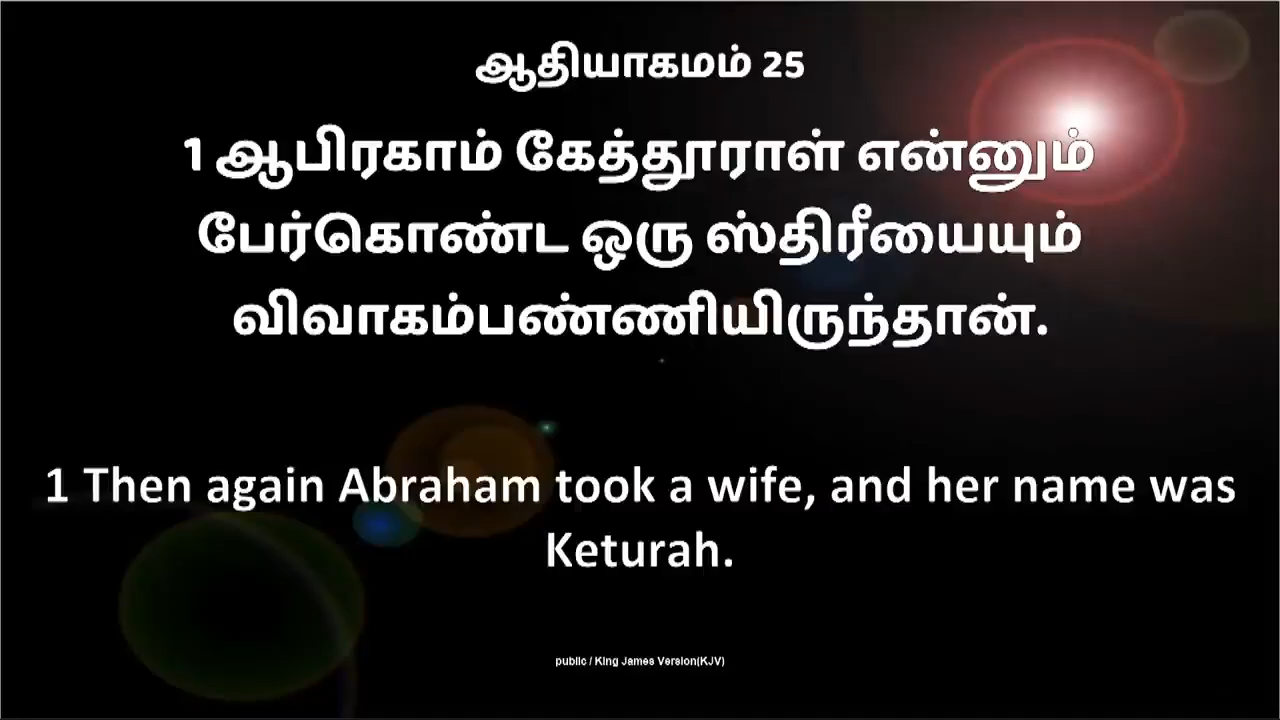 ஆதியாகமம் 25
1 ஆபிரகாம் கேத்தூராள் என்னும்
பேர்கொண்ட ஒரு ஸ்திரீயையும்
விவாகம்பண்ணியிருந்தான்.
1 Then again Abraham took a wife, and her name was
Keturah.
public / King James Version(KJV)